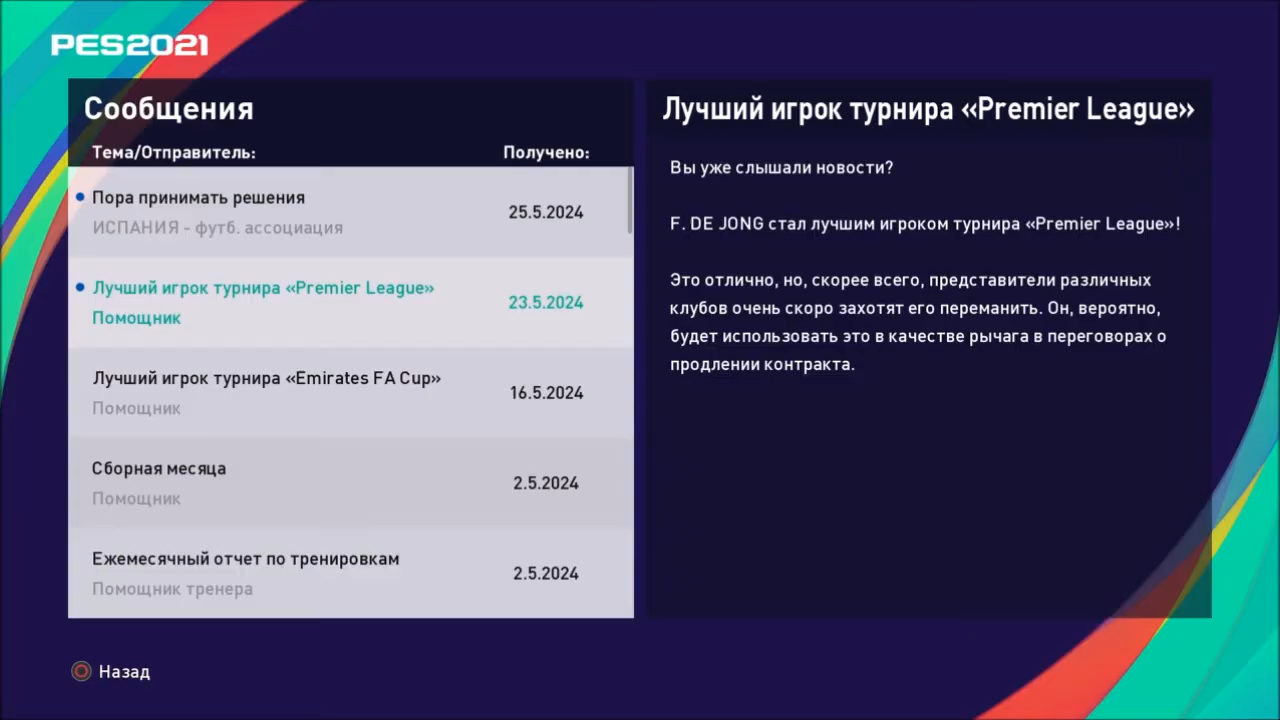 PES2021
Сообщения
Тема/Отправитель:
Получено:
Пора принимать решения
ИСПАНИЯ - футб. ассоциация
25.5.2024
Лучший игрок турнира «Premier League»
Помощник
23.5.2024
Лучший игрок турнира «Emirates FA Cup»
Помощник
16.5.2024
Сборная месяца
Помощник
2.5.2024
Ежемесячный отчет по тренировкам
Помощник тренера
2.5.2024
Лучший игрок турнира «Premier League»
Вы уже слышали новости?
F. DE JONG стал лучшим игроком турнира «Premier League»!
Это отлично, но, скорее всего, представители различных
клубов очень скоро захотят его переманить. Он, вероятно,
будет использовать это в качестве рычага в переговорах о
продлении контракта.
Назад